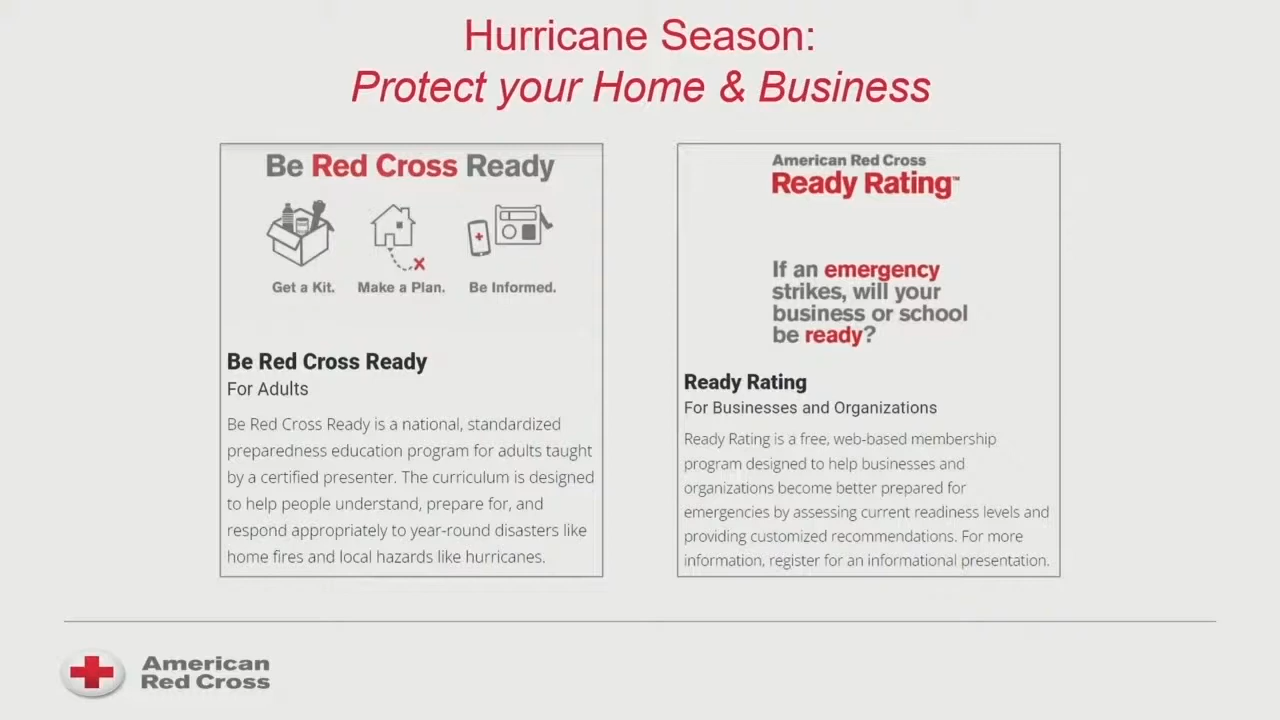 Hurricane Season:
Protect your Home & Business
Be Red Cross Ready
Get a Kit. Make a Plan. Be Informed.
Be Red Cross Ready
For Adults
Be Red Cross Ready is a national, standardized
preparedness education program for adults taught
by a certified presenter. The curriculum is designed
to help people understand, prepare for, and
respond appropriately to year-round disasters like
home fires and local hazards like hurricanes.
American Red Cross
Ready Rating™
If an emergency
strikes, will your
business or school
be ready?
Ready Rating
For Businesses and Organizations
Ready Rating is a free, web-based membership
program designed to help businesses and
organizations become better prepared for
emergencies by assessing current readiness levels and
providing customized recommendations. For more
information, register for an informational presentation.
American
Red Cross